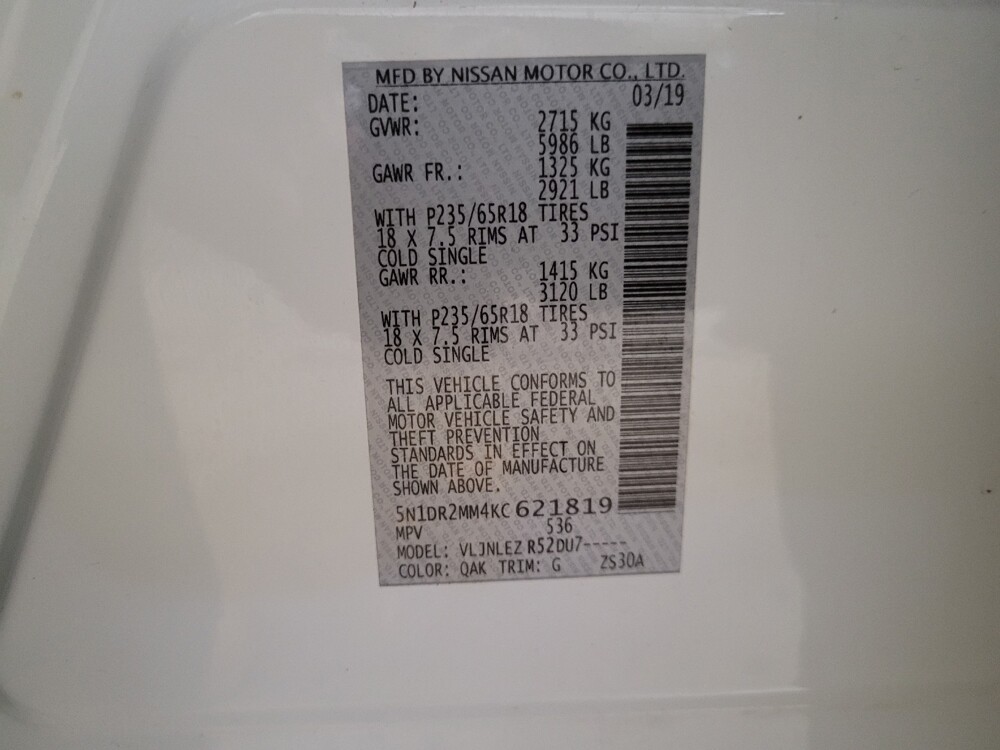 MFD BY NISSAN MOTOR CO., LTD.
DATE: 03/19
GVWR: 2715 KG
5986 LB
GAWR FR.: 1325 KG
2921 LB
WITH P235/65R18 TIRES
18 X 7.5 RIMS AT 33 PSI
COLD SINGLE
GAWR RR.: 1415 KG
3120 LB
WITH P235/65R18 TIRES
18 X 7.5 RIMS AT 33 PSI
COLD SINGLE
THIS VEHICLE CONFORMS TO
ALL APPLICABLE FEDERAL
MOTOR VEHICLE SAFETY AND
THEFT PREVENTION
STANDARDS IN EFFECT ON
THE DATE OF MANUFACTURE
SHOWN ABOVE.
5N1DR2MM4KC 621819
MPV 536
MODEL: VLJNLEZ R52DU7-----
COLOR: QAK TRIM: G ZS30A